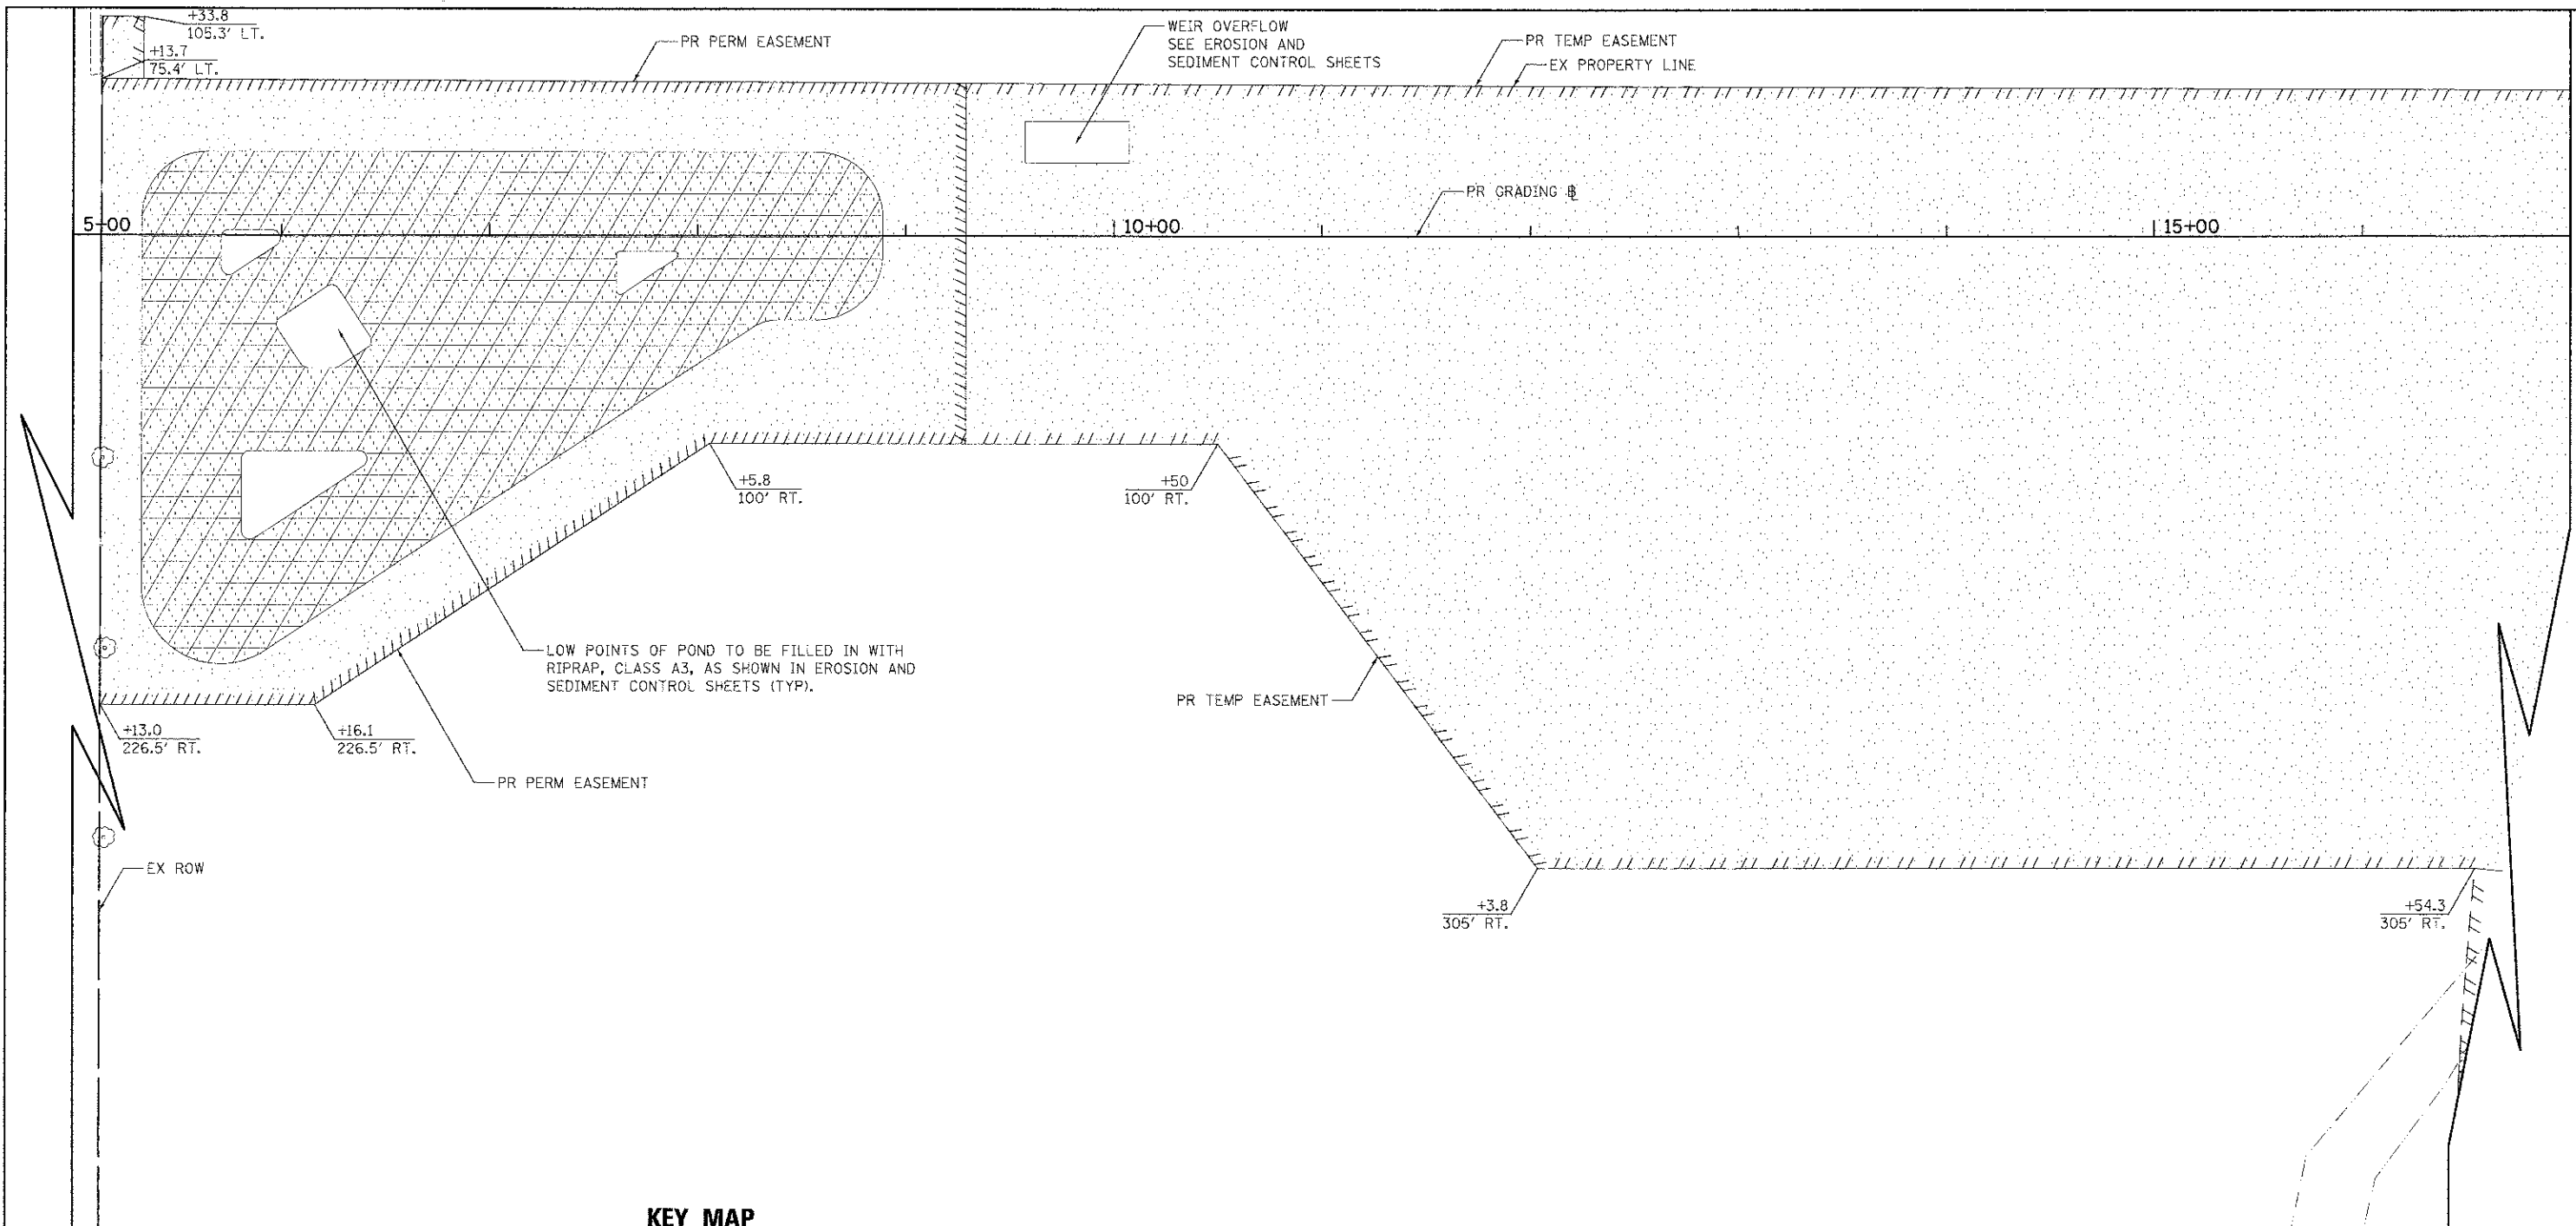 +33.8
105.3' LT.
+13.7
75.4' LT.
PR PERM EASEMENT
WEIR OVERFLOW
SEE EROSION AND
SEDIMENT CONTROL SHEETS
PR TEMP EASEMENT
EX PROPERTY LINE
PR GRADING ⅊
5+00
10+00
15+00
+5.8
100' RT.
+50
100' RT.
LOW POINTS OF POND TO BE FILLED IN WITH
RIPRAP, CLASS A3, AS SHOWN IN EROSION AND
SEDIMENT CONTROL SHEETS (TYP).
PR TEMP EASEMENT
+13.0
226.5' RT.
+16.1
226.5' RT.
PR PERM EASEMENT
EX ROW
+3.8
305' RT.
+54.3
305' RT.
KEY MAP